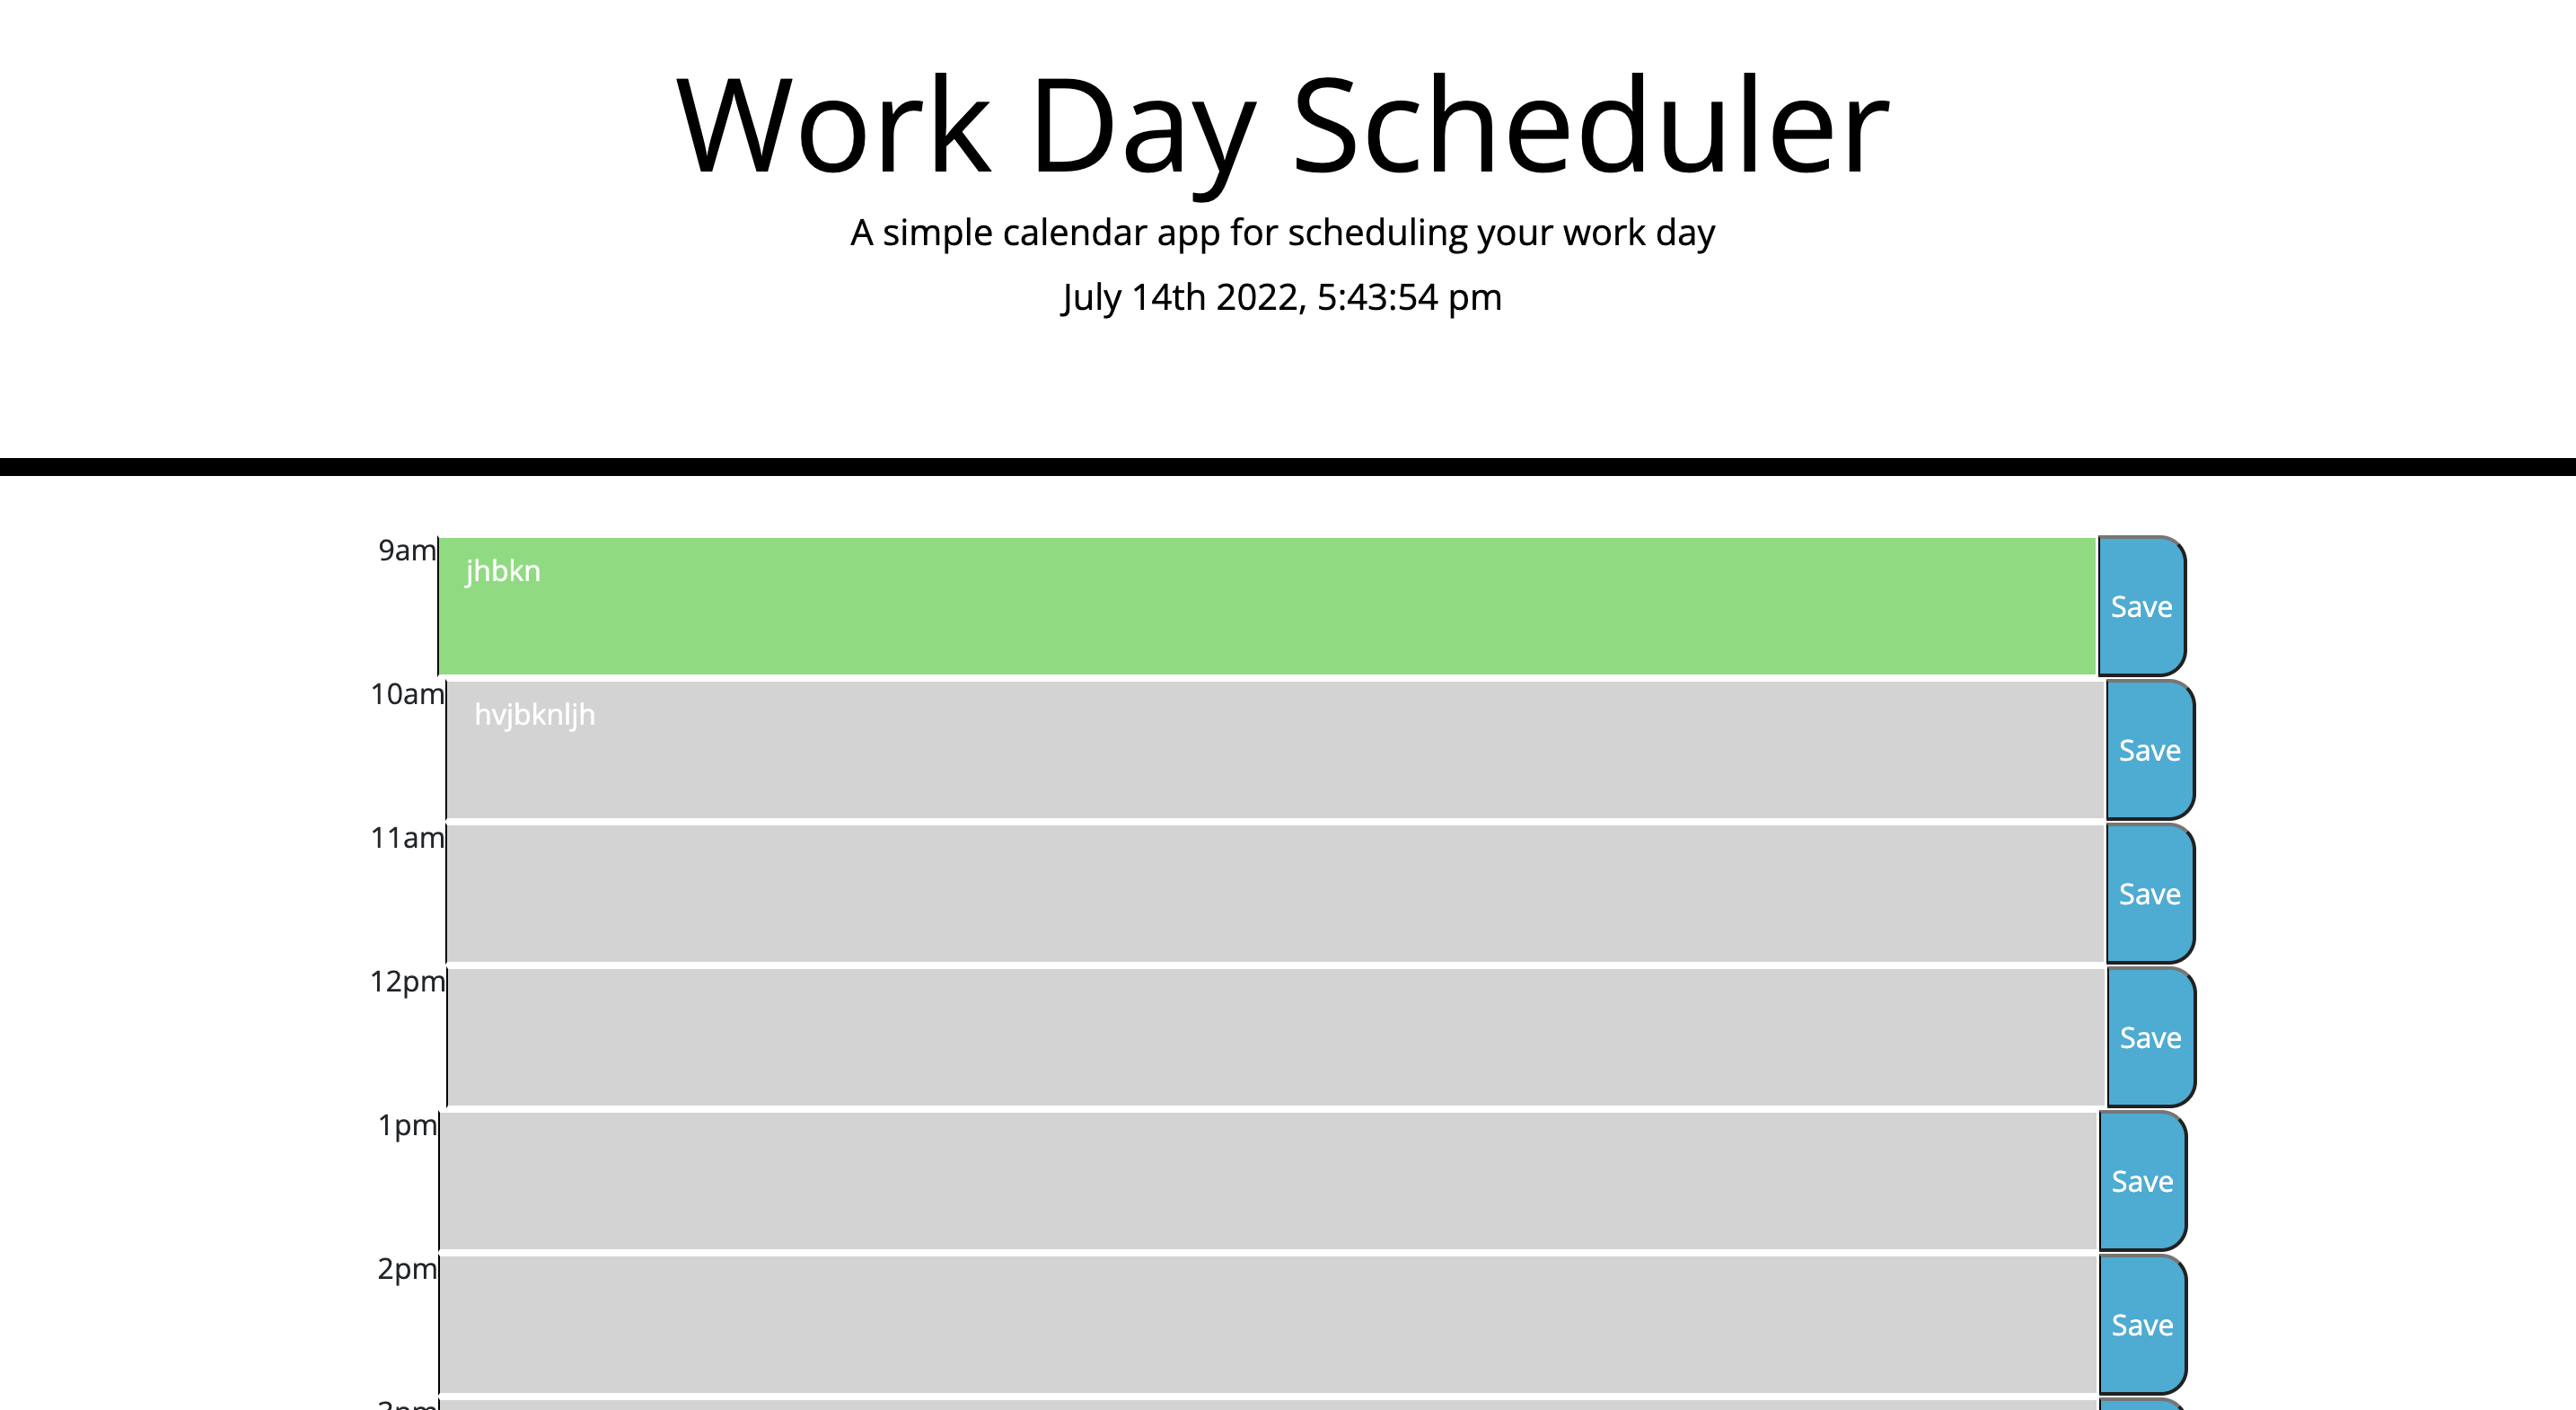 Work Day Scheduler
A simple calendar app for scheduling your work day
July 14th 2022, 5:43:54 pm
9am jhbkn Save
10am hvjbknljh Save
11am Save
12pm Save
1pm Save
2pm Save
3pm